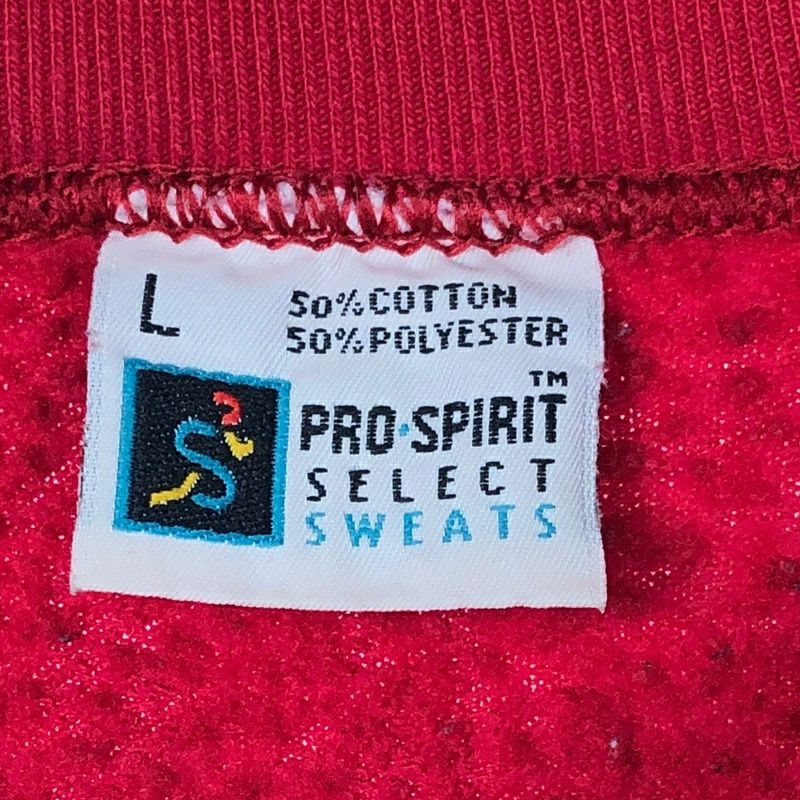 L
50% COTTON
50% POLYESTER
PRO·SPIRIT™
SELECT
SWEATS